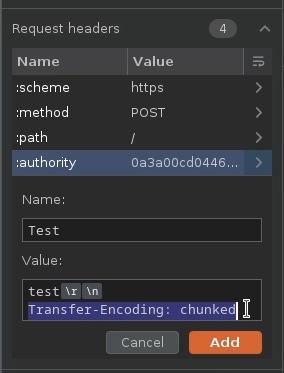 Request headers 4
Name Value
:scheme https
:method POST
:path /
:authority 0a3a00cd0446...
Name:
Test
Value:
test\r\n
Transfer-Encoding: chunked
Cancel Add